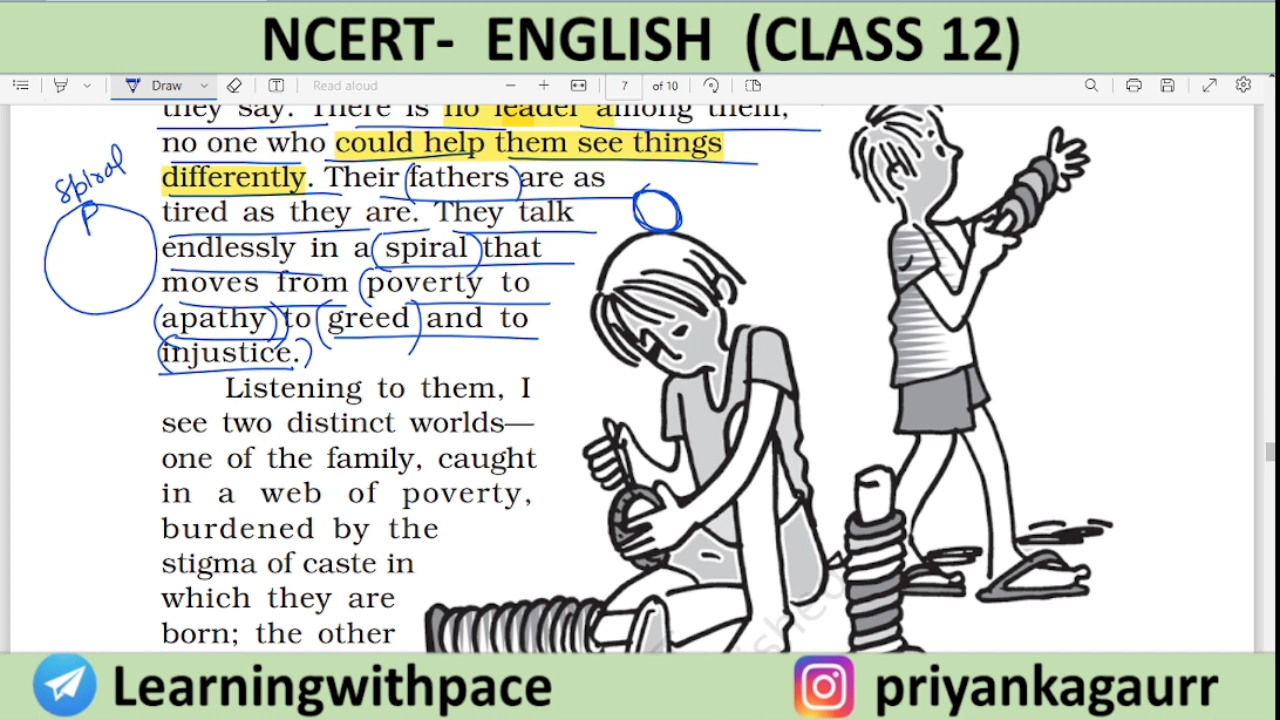 NCERT- ENGLISH (CLASS 12)
Draw
Read aloud
7
of 10
they say. There is no leader among them,
no one who could help them see things
differently. Their fathers are as
tired as they are. They talk
endlessly in a spiral that
moves from poverty to
apathy to greed and to
injustice.
Spiral
P
Listening to them, I
see two distinct worlds—
one of the family, caught
in a web of poverty,
burdened by the
stigma of caste in
which they are
born; the other
Learningwithpace
priyankagaurr